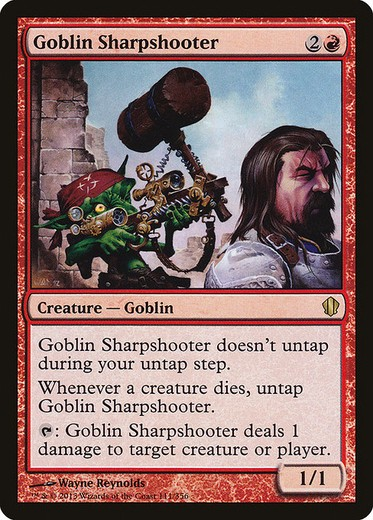 Goblin Sharpshooter 2
Creature — Goblin
Goblin Sharpshooter doesn't untap
during your untap step.
Whenever a creature dies, untap
Goblin Sharpshooter.
: Goblin Sharpshooter deals 1
damage to target creature or player.
1/1
Wayne Reynolds
™ & © 2013 Wizards of the Coast 111/356